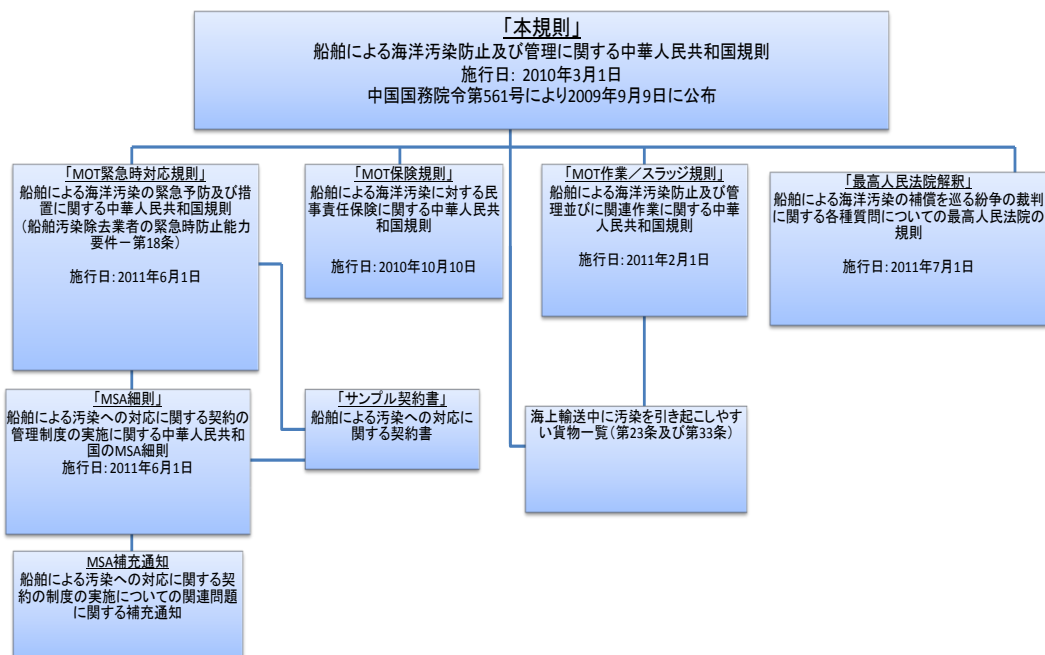 「本規則」
船舶による海洋汚染防止及び管理に関する中華人民共和国規則
施行日: 2010年3月1日
中国国務院令第561号により2009年9月9日に公布
「MOT緊急時対応規則」
船舶による海洋汚染の緊急予防及び措
置に関する中華人民共和国規則
（船舶汚染除去業者の緊急時防止能力
要件－第18条）
施行日：2011年6月1日
「MOT保険規則」
船舶による海洋汚染に対する民
事責任保険に関する中華人民共
和国規則
施行日：2010年10月10日
「MOT作業／スラッジ規則」
船舶による海洋汚染防止及び管
理並びに関連作業に関する中華
人民共和国規則
施行日：2011年2月1日
「最高人民法院解釈」
船舶による海洋汚染の補償を巡る紛争の裁判
に関する各種質問についての最高人民法院の
規則
施行日：2011年7月1日
「MSA細則」
船舶による汚染への対応に関する契約の
管理制度の実施に関する中華人民共和
国のMSA細則
施行日：2011年6月1日
「サンプル契約書」
船舶による汚染への対応に
関する契約書
海上輸送中に汚染を引き起こしやす
い貨物一覧（第23条及び第33条）
MSA補充通知
船舶による汚染への対応に関する契
約の制度の実施についての関連問題
に関する補充通知